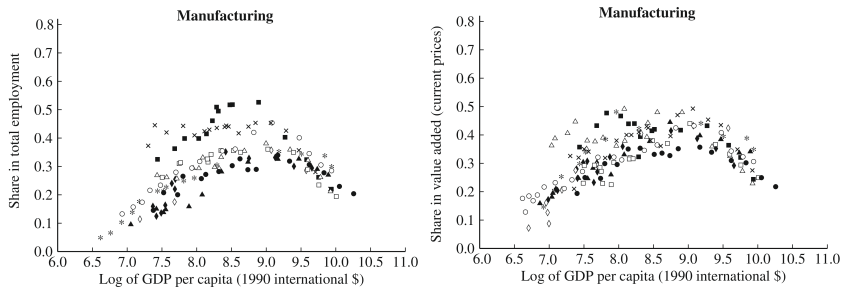 Manufacturing
Share in total employment
0.8
0.7
0.6
0.5
0.4
0.3
0.2
0.1
0.0
6.0 6.5 7.0 7.5 8.0 8.5 9.0 9.5 10.0 10.5 11.0
Log of GDP per capita (1990 international $)
Manufacturing
Share in value added (current prices)
0.8
0.7
0.6
0.5
0.4
0.3
0.2
0.1
0.0
6.0 6.5 7.0 7.5 8.0 8.5 9.0 9.5 10.0 10.5 11.0
Log of GDP per capita (1990 international $)